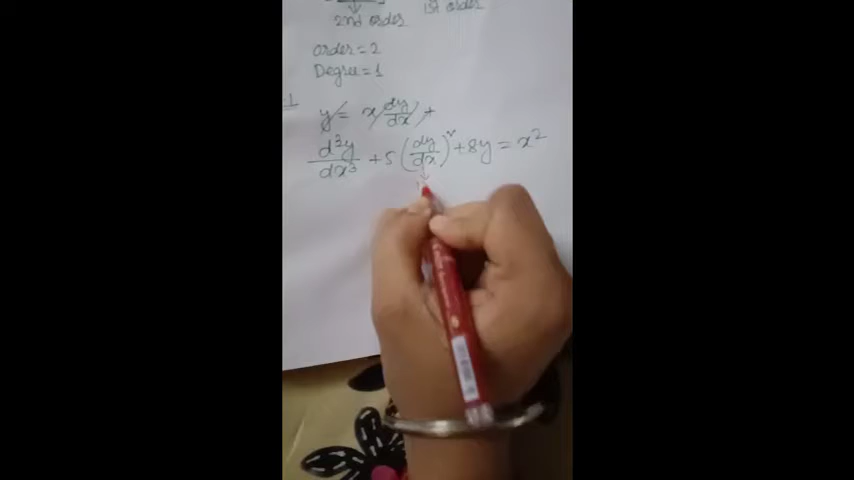 2nd order 1st order
order = 2
Degree = 1
y = x dy/dx +
d³y/dx³ + 5 (dy/dx)² + 8y = x²